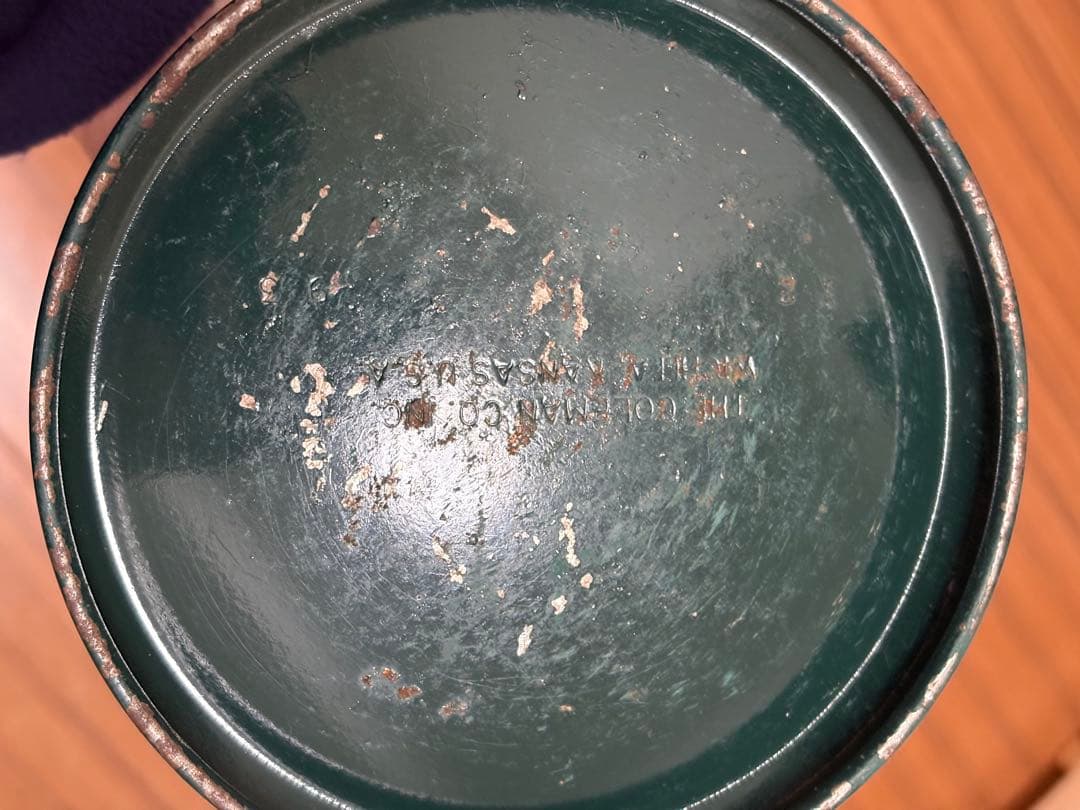 THE COLEMAN CO. INC.
WICHITA, KANSAS U.S.A.